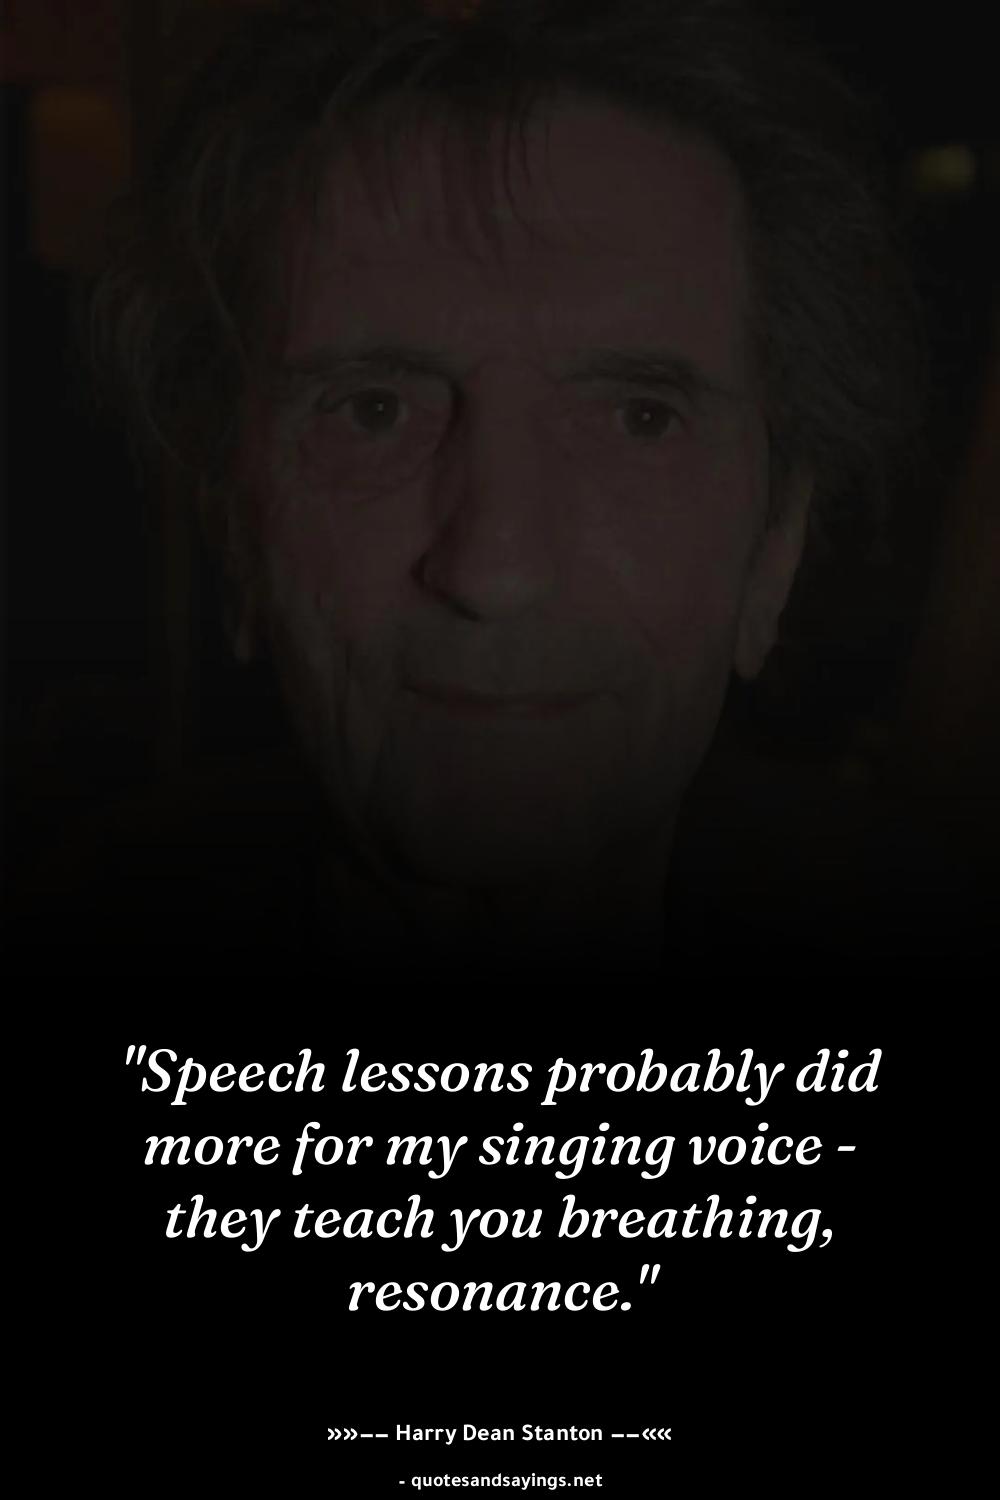 "Speech lessons probably did
more for my singing voice -
they teach you breathing,
resonance."
»»−− Harry Dean Stanton −−««
- quotesandsayings.net